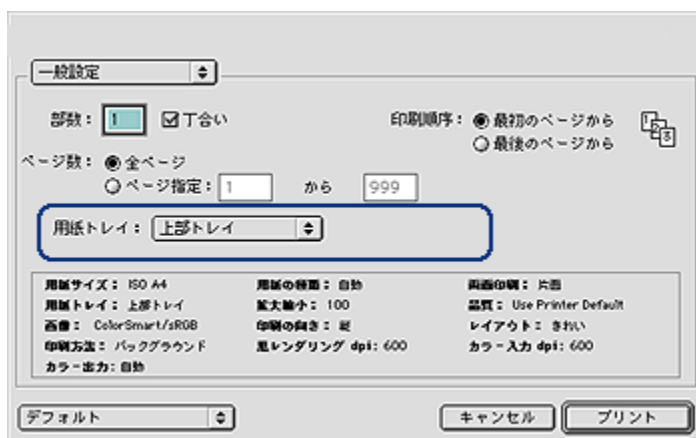 一般設定
部数： 1 丁合い 印刷順序： 最初のページから
最後のページから
1 2 3
ページ数： 全ページ
ページ指定： 1 から 999
用紙トレイ： 上部トレイ
用紙サイズ： ISO A4 用紙の種類： 自動 両面印刷： 片面
用紙トレイ： 上部トレイ 拡大縮小： 100 品質： Use Printer Default
画像： ColorSmart/sRGB 印刷の向き： 縦 レイアウト： きれい
印刷方法： バックグラウンド 黒レンダリング dpi: 600 カラー入力 dpi: 600
カラー出力: 自動
デフォルト キャンセル プリント